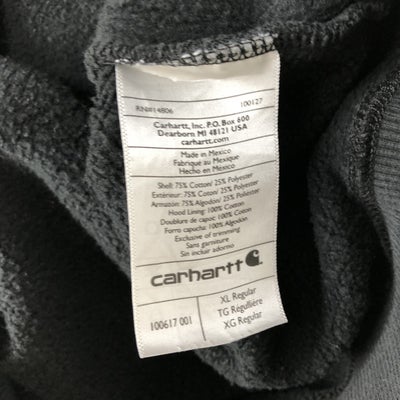 RN#14806 100127
Carhartt, Inc. P.O. Box 600
Dearborn MI 48121 USA
carhartt.com
Made in Mexico
Fabriqué au Mexique
Hecho en México
Shell: 75% Cotton/ 25% Polyester
Extérieur: 75% Coton/ 25% Polyester
Armazón: 75% Algodón/ 25% Poliéster
Hood Lining: 100% Cotton
Doublure de capot: 100% Coton
Forro capucha: 100% Algodón
Exclusive of trimming
Sans garniture
Sin incluir adorno
carhartt
100617 001
XL Regular
TG Régulière
XG Regular